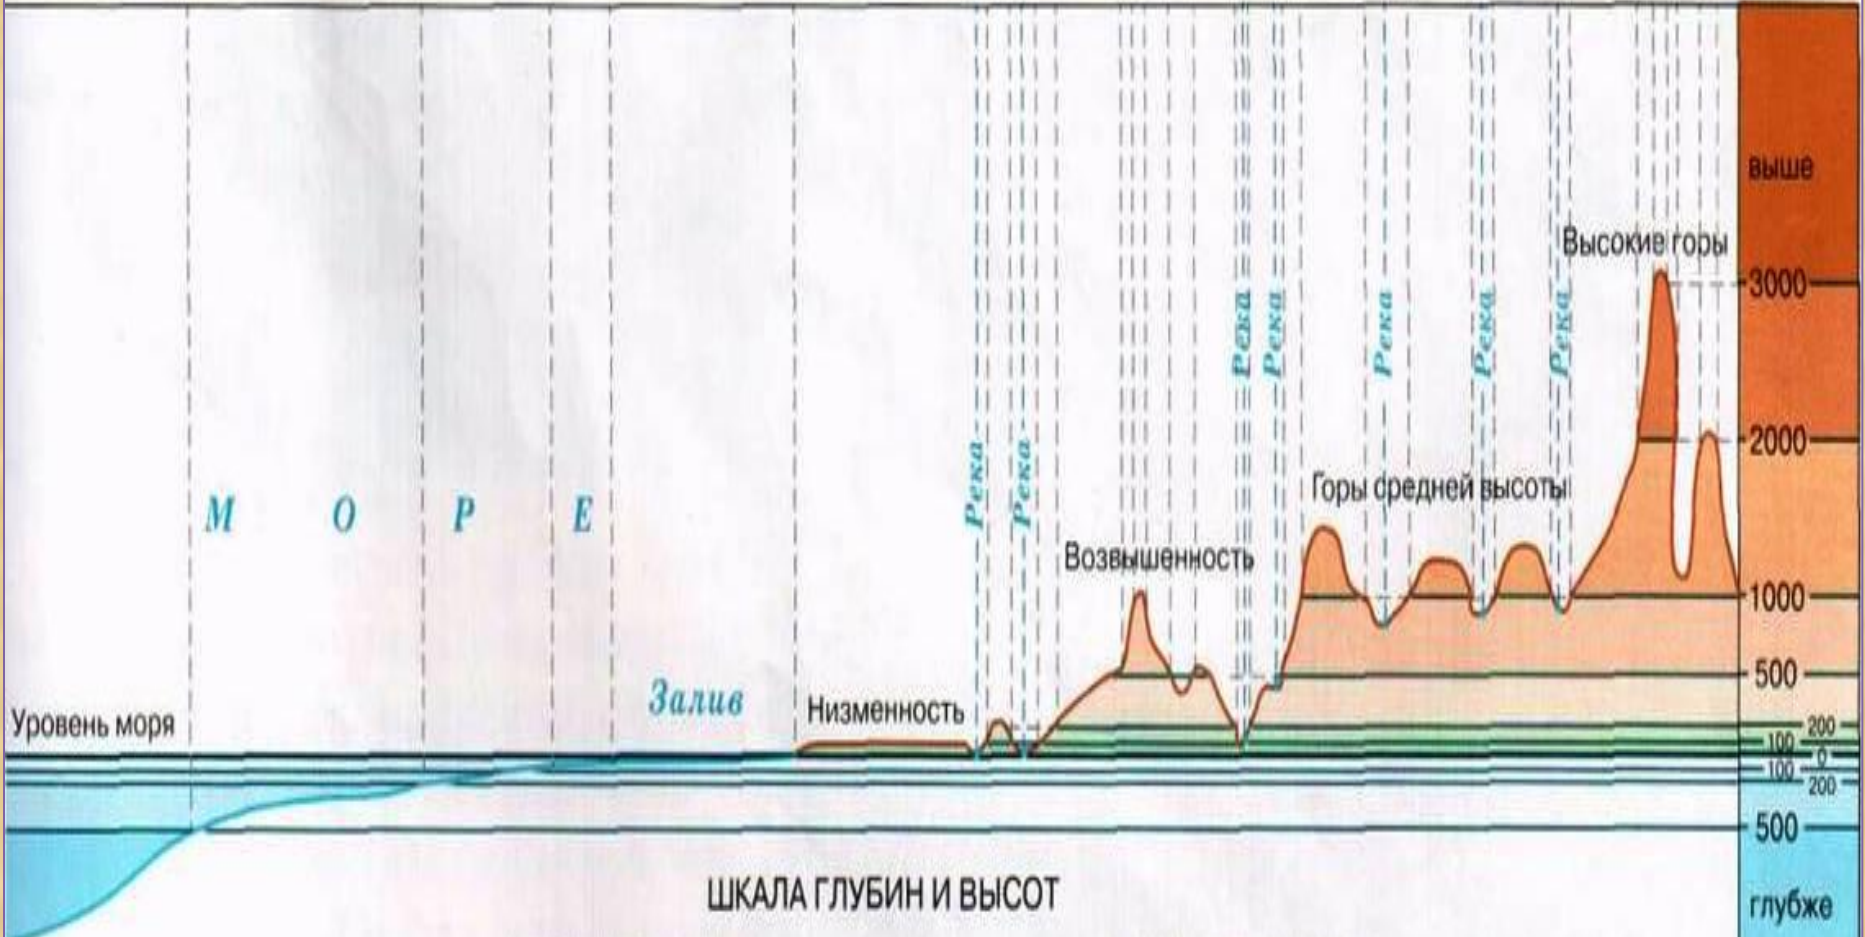 выше
Высокие горы
3000
Река
Река
Река
Река
Река
2000
Река
Река
Горы средней высоты
М О Р Е
Возвышенность
1000
500
Залив
Низменность
Уровень моря
200
100
0
100
200
500
ШКАЛА ГЛУБИН И ВЫСОТ
глубже